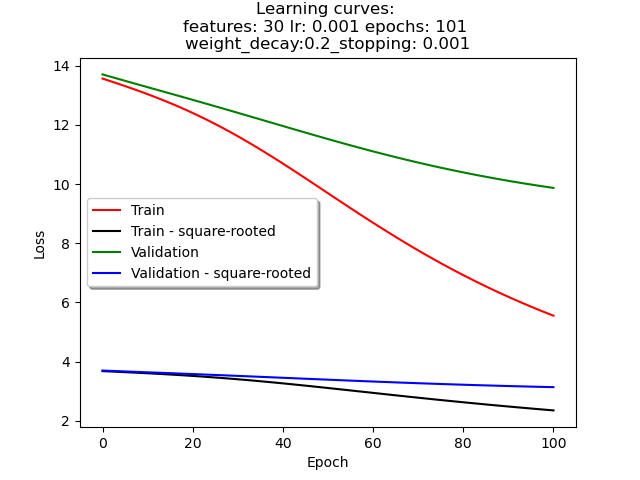 Learning curves:
features: 30 lr: 0.001 epochs: 101
weight_decay:0.2_stopping: 0.001
14
12
10
8
6
4
2
Loss
Train
Train - square-rooted
Validation
Validation - square-rooted
0 20 40 60 80 100
Epoch